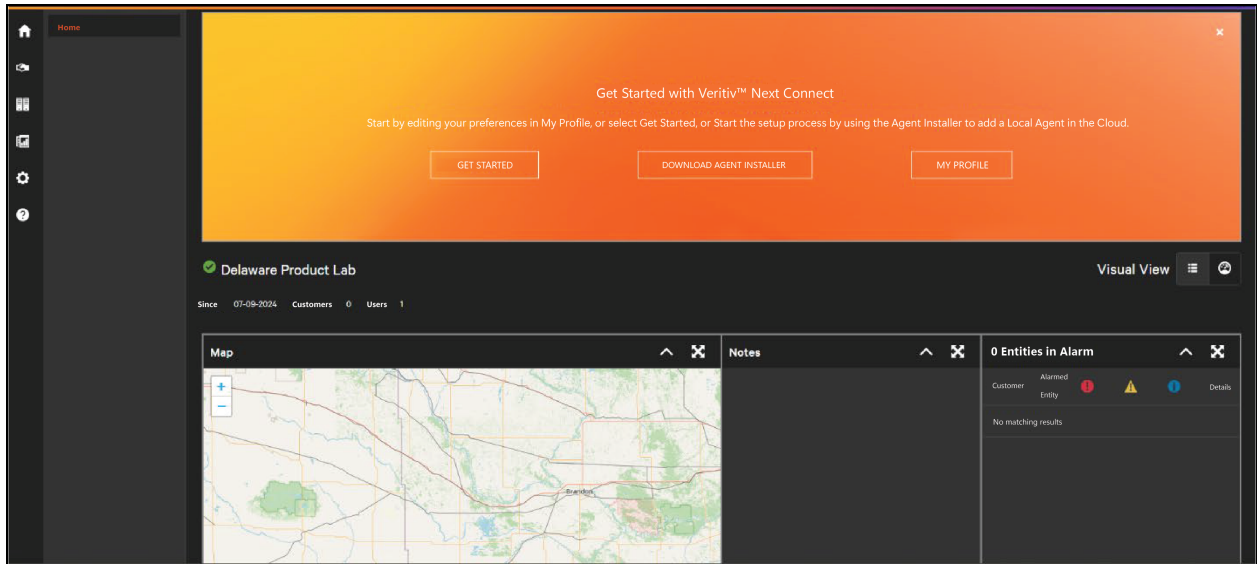 Home
Get Started with Veritiv™ Next Connect
Start by editing your preferences in My Profile, or select Get Started, or Start the setup process by using the Agent Installer to add a Local Agent in the Cloud.
GET STARTED
DOWNLOAD AGENT INSTALLER
MY PROFILE
Delaware Product Lab
Visual View
Since 07-09-2024 Customers 0 Users 1
Map
Notes
0 Entities in Alarm
Customer
Alarmed
Entity
Details
No matching results
+
−
Brandon